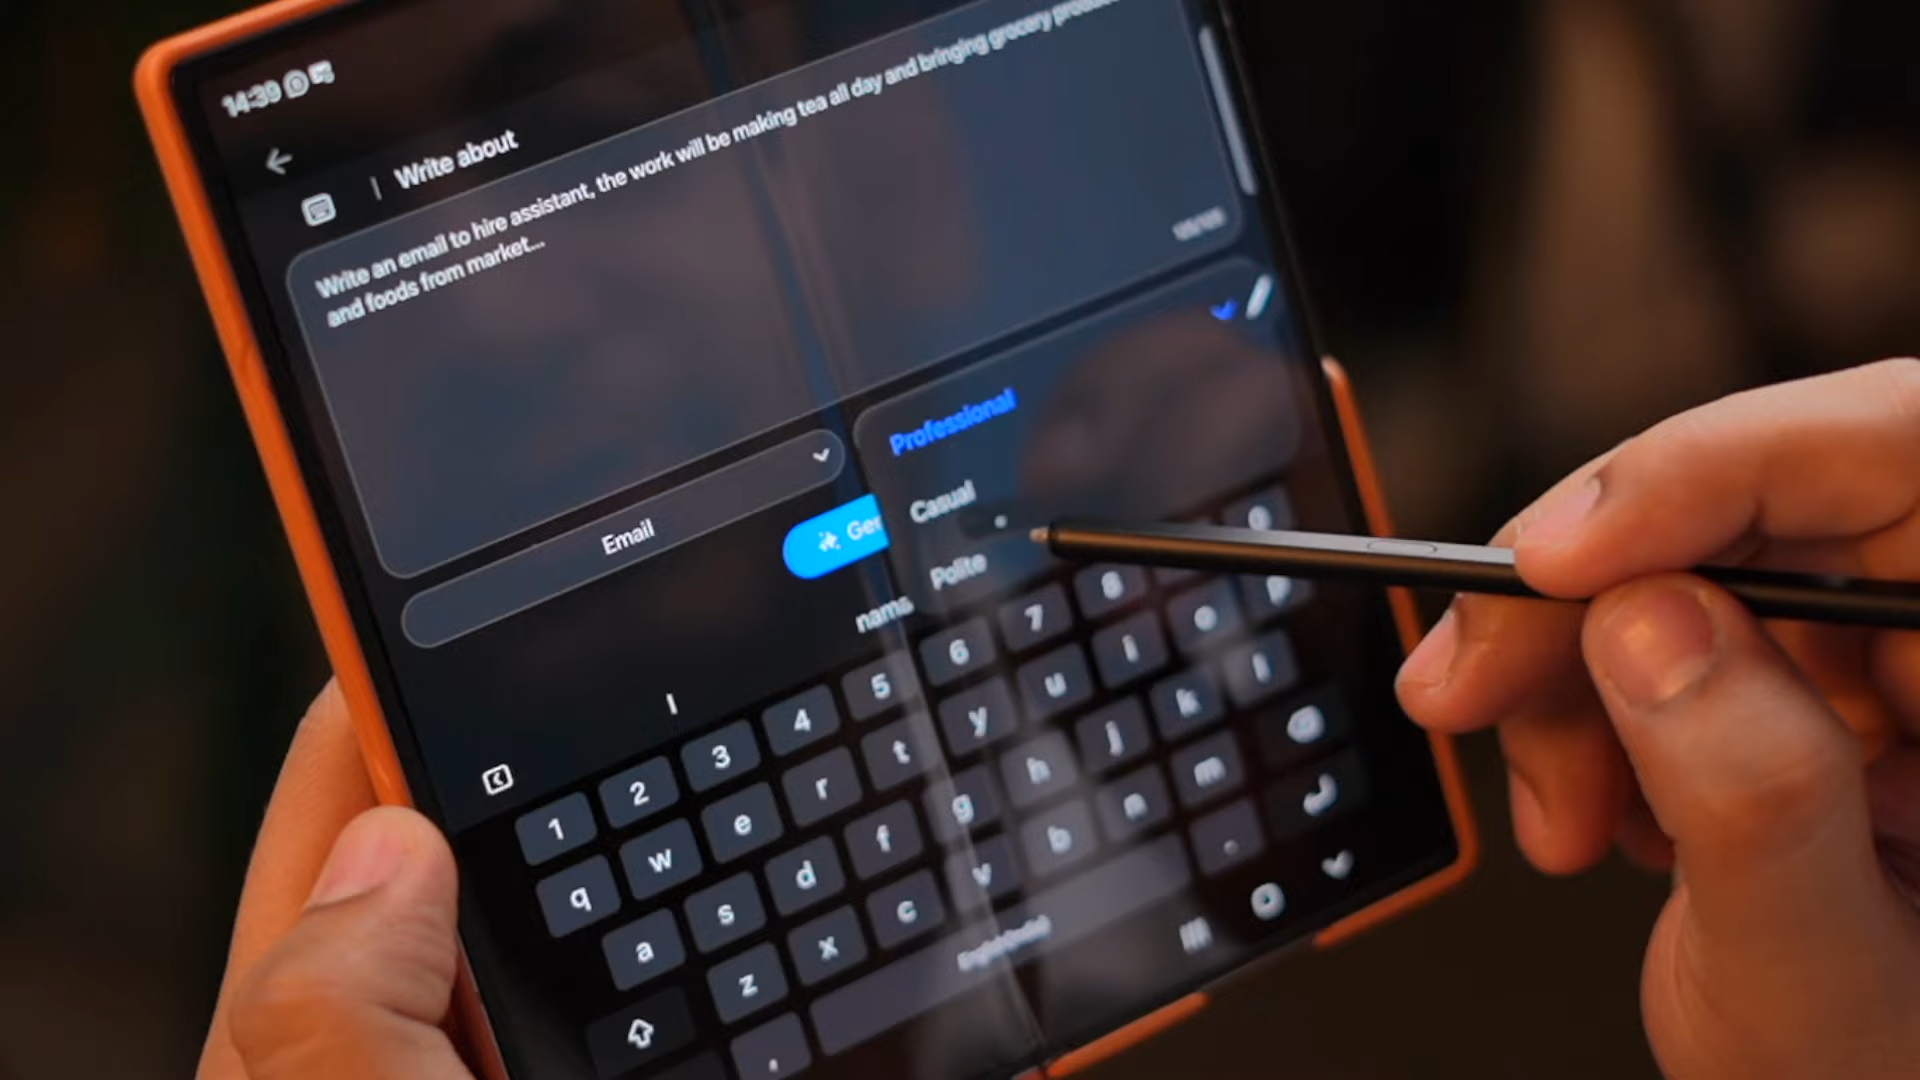 14:39
Write about
Write an email to hire assistant, the work will be making tea all day and bringing grocery
and foods from market...
Professional
Casual
Polite
Email
Ge
I
1 2 3 4 5 6 7 8
q w e r t y u i o p
a s d f g h j k l
z x c v b n m
,